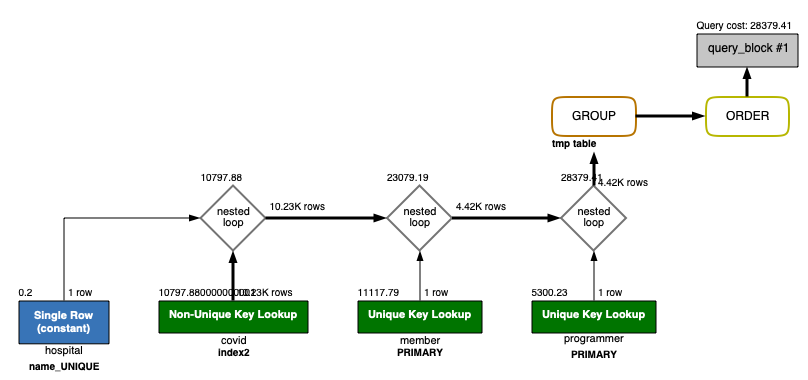 Query cost: 28379.41
query_block #1
GROUP
ORDER
tmp table
10797.88
23079.19
28379.41
4.42K rows
nested
loop
10.23K rows
nested
loop
4.42K rows
nested
loop
0.2
1 row
10797.88000000000110.23K rows
11117.79
1 row
5300.23
1 row
Single Row
(constant)
Non-Unique Key Lookup
Unique Key Lookup
Unique Key Lookup
hospital
name_UNIQUE
covid
index2
member
PRIMARY
programmer
PRIMARY